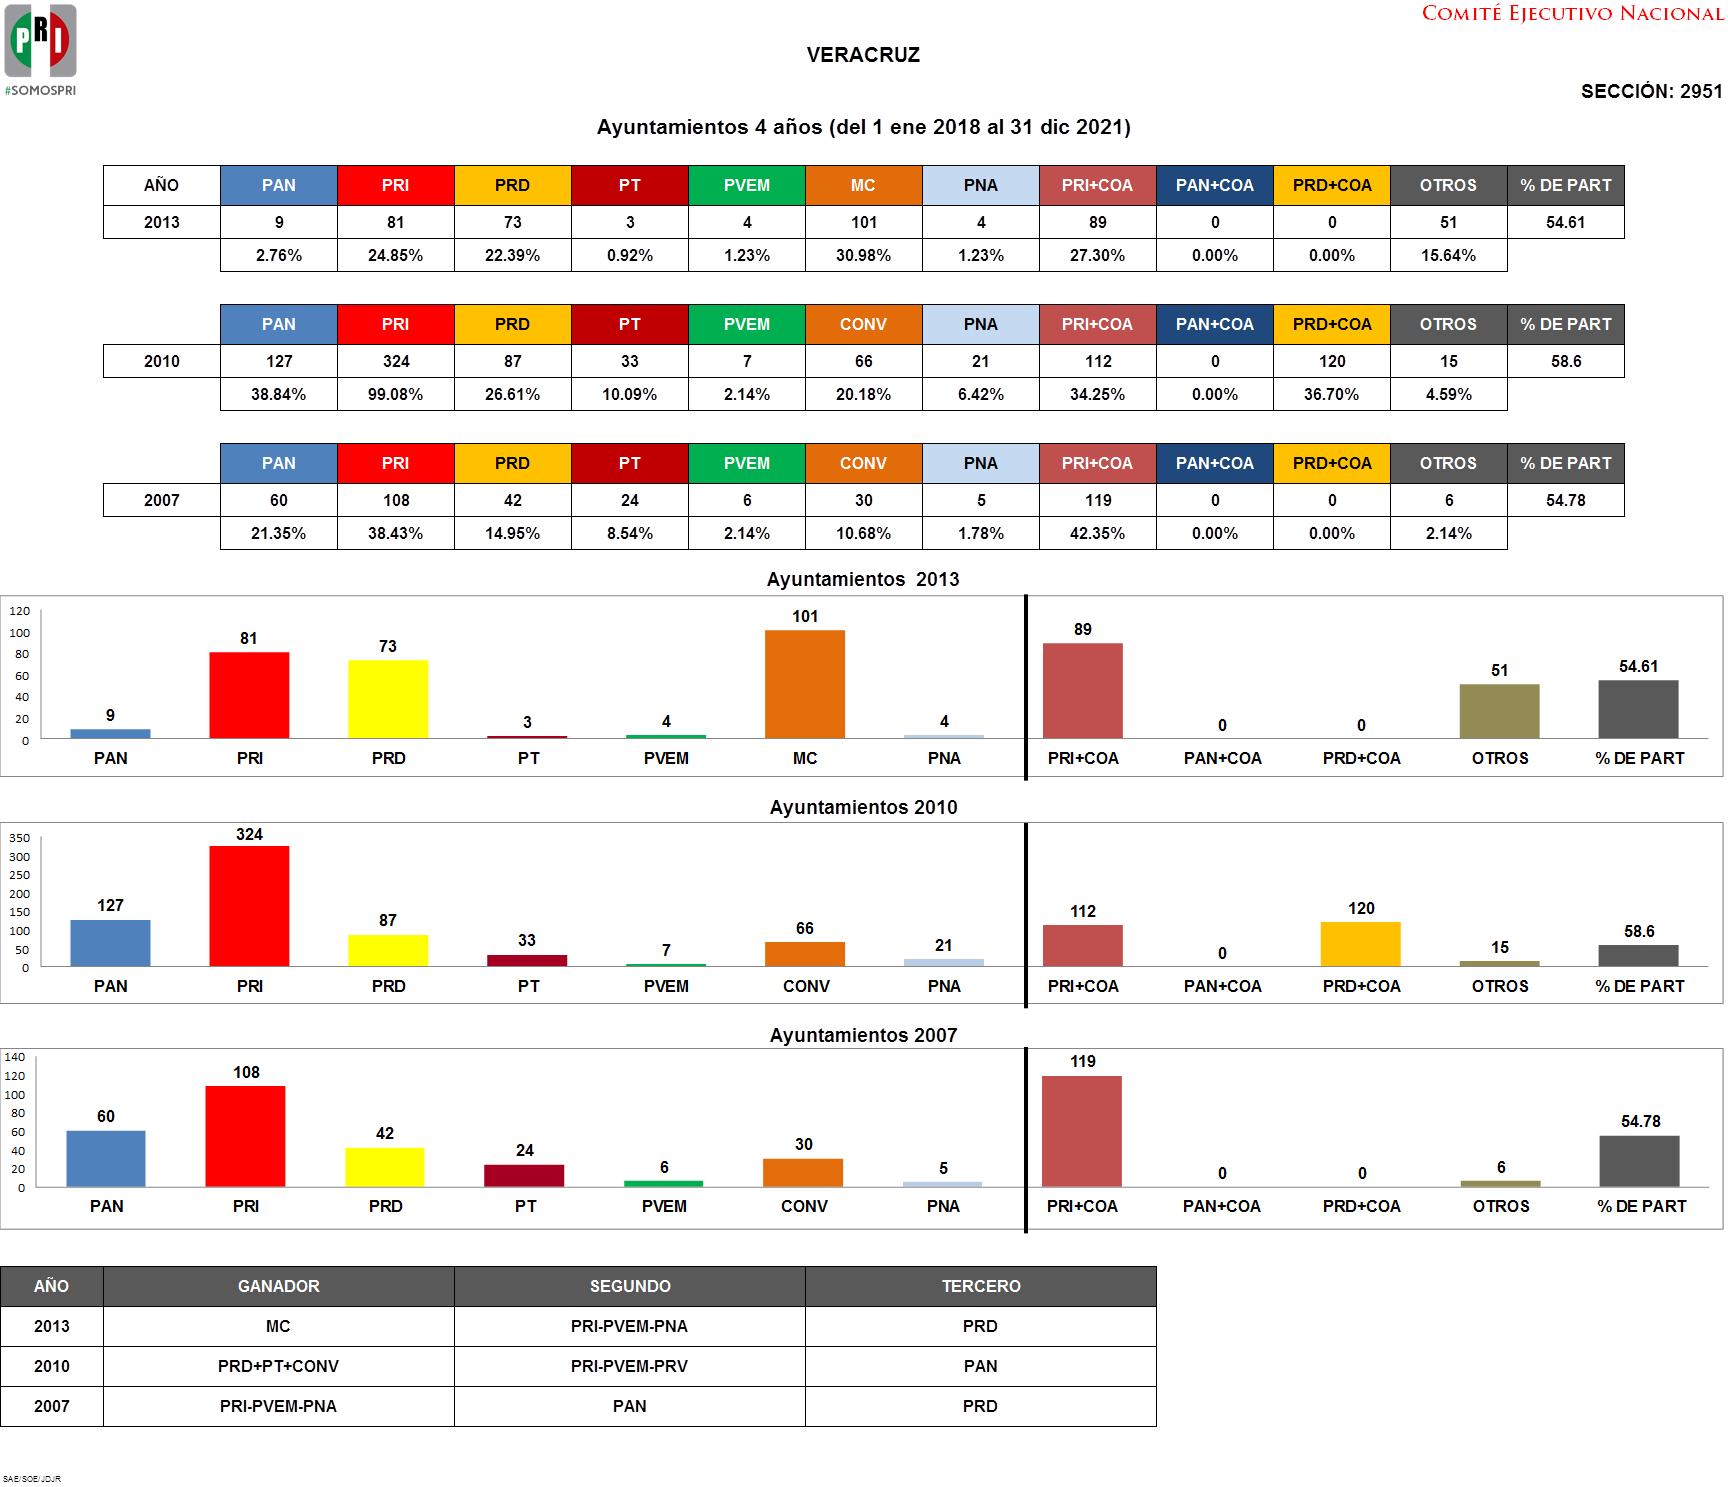 COMITÉ EJECUTIVO NACIONAL
PRI
#SOMOSPRI
VERACRUZ
SECCIÓN: 2951
Ayuntamientos 4 años (del 1 ene 2018 al 31 dic 2021)
AÑO PAN PRI PRD PT PVEM MC PNA PRI+COA PAN+COA PRD+COA OTROS % DE PART
2013 9 81 73 3 4 101 4 89 0 0 51 54.61
2.76% 24.85% 22.39% 0.92% 1.23% 30.98% 1.23% 27.30% 0.00% 0.00% 15.64%
PAN PRI PRD PT PVEM CONV PNA PRI+COA PAN+COA PRD+COA OTROS % DE PART
2010 127 324 87 33 7 66 21 112 0 120 15 58.6
38.84% 99.08% 26.61% 10.09% 2.14% 20.18% 6.42% 34.25% 0.00% 36.70% 4.59%
PAN PRI PRD PT PVEM CONV PNA PRI+COA PAN+COA PRD+COA OTROS % DE PART
2007 60 108 42 24 6 30 5 119 0 0 6 54.78
21.35% 38.43% 14.95% 8.54% 2.14% 10.68% 1.78% 42.35% 0.00% 0.00% 2.14%
Ayuntamientos 2013
120
100
80
60
40
20
0
9 81 73 3 4 101 4 89 0 0 51 54.61
PAN PRI PRD PT PVEM MC PNA PRI+COA PAN+COA PRD+COA OTROS % DE PART
Ayuntamientos 2010
350
300
250
200
150
100
50
0
127 324 87 33 7 66 21 112 0 120 15 58.6
PAN PRI PRD PT PVEM CONV PNA PRI+COA PAN+COA PRD+COA OTROS % DE PART
Ayuntamientos 2007
140
120
100
80
60
40
20
0
60 108 42 24 6 30 5 119 0 0 6 54.78
PAN PRI PRD PT PVEM CONV PNA PRI+COA PAN+COA PRD+COA OTROS % DE PART
AÑO GANADOR SEGUNDO TERCERO
2013 MC PRI-PVEM-PNA PRD
2010 PRD+PT+CONV PRI-PVEM-PRV PAN
2007 PRI-PVEM-PNA PAN PRD
SAE/SOE/JDJR